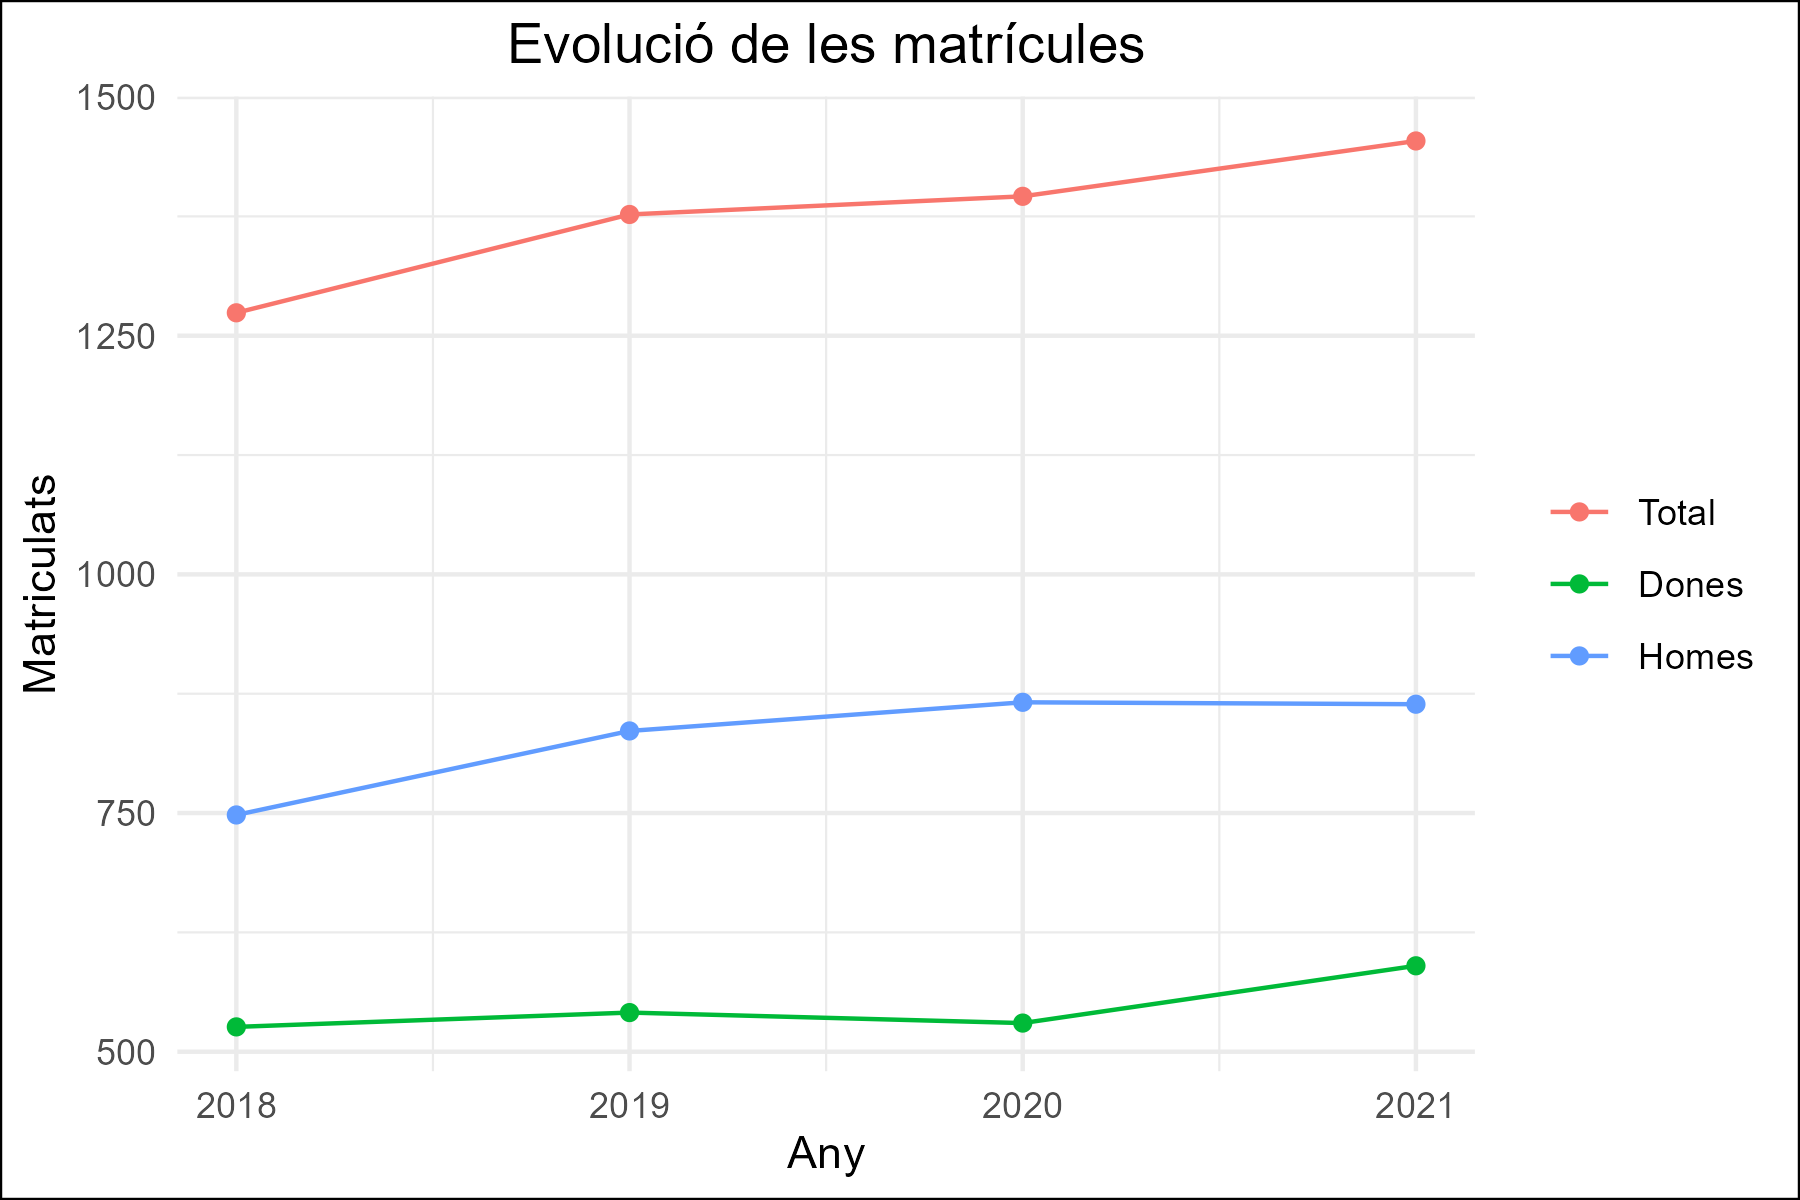 Evolució de les matrícules
1500
1250
1000
750
500
Matriculats
2018 2019 2020 2021
Any
Total
Dones
Homes